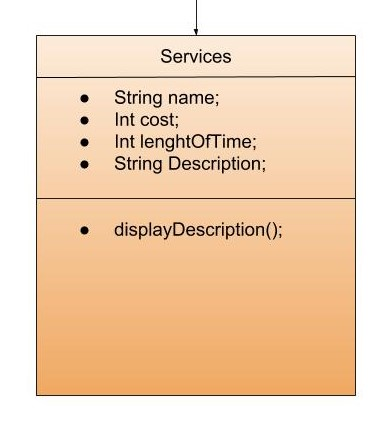 Services
● String name;
● Int cost;
● Int lenghtOfTime;
● String Description;
● displayDescription();